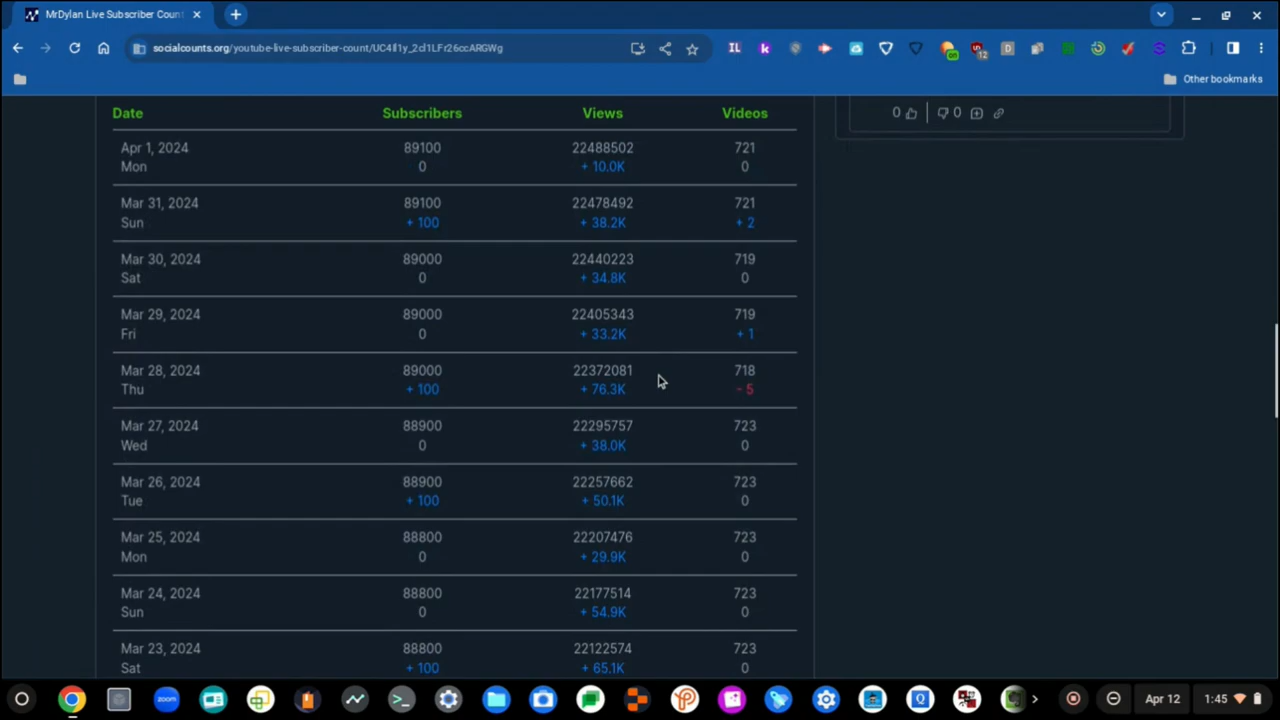 MrDylan Live Subscriber Count
socialcounts.org/youtube-live-subscriber-count/
Other bookmarks
Date Subscribers Views Videos
0 0
Apr 1, 2024 89100 22488502 721
Mon 0 + 10.0K 0
Mar 31, 2024 89100 22478492 721
Sun + 100 + 38.2K + 2
Mar 30, 2024 89000 22440223 719
Sat 0 + 34.8K 0
Mar 29, 2024 89000 22405343 719
Fri 0 + 33.2K + 1
Mar 28, 2024 89000 22372081 718
Thu + 100 + 76.3K - 5
Mar 27, 2024 88900 22295757 723
Wed 0 + 38.0K 0
Mar 26, 2024 88900 22257662 723
Tue + 100 + 50.1K 0
Mar 25, 2024 88800 22207476 723
Mon 0 + 29.9K 0
Mar 24, 2024 88800 22177514 723
Sun 0 + 54.9K 0
Mar 23, 2024 88800 22122574 723
Sat + 100 + 65.1K 0
zoom
Apr 12 1:45